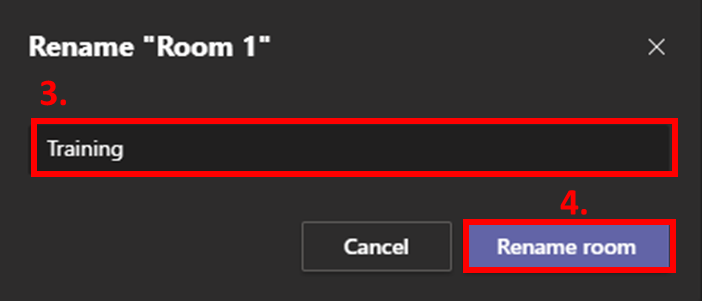 Rename "Room 1"
3.
Training
4.
Cancel
Rename room